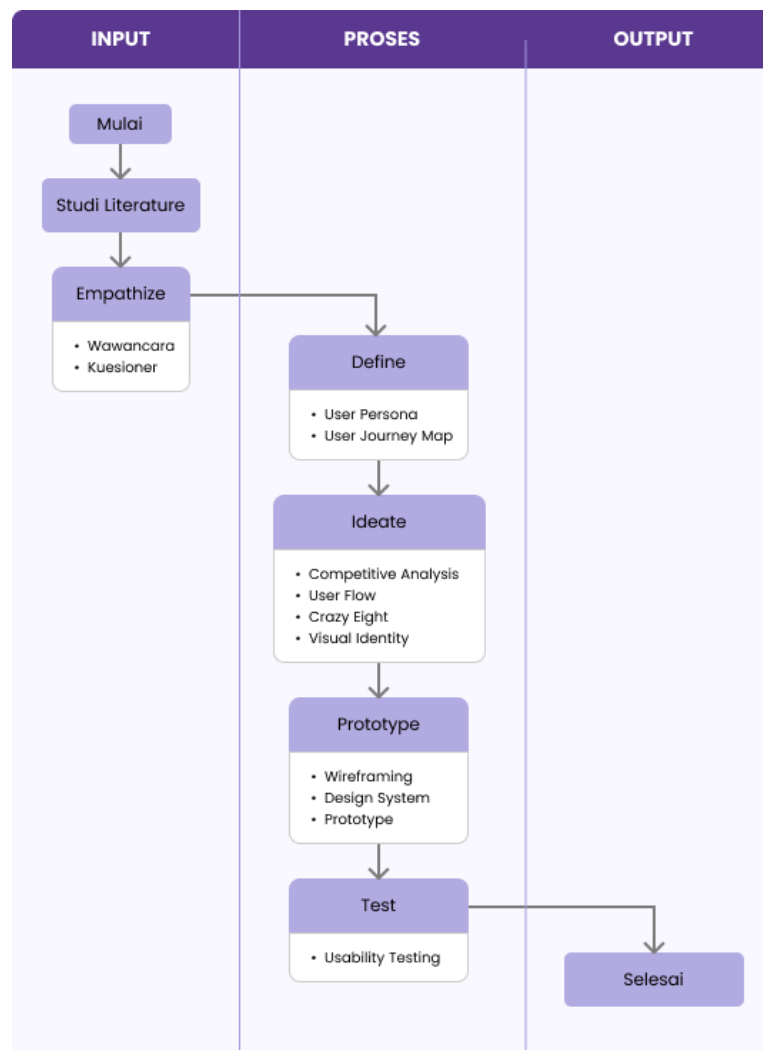 INPUT
PROSES
OUTPUT
Mulai
Studi Literature
Empathize
• Wawancara
• Kuesioner
Define
• User Persona
• User Journey Map
Ideate
• Competitive Analysis
• User Flow
• Crazy Eight
• Visual Identity
Prototype
• Wireframing
• Design System
• Prototype
Test
• Usability Testing
Selesai